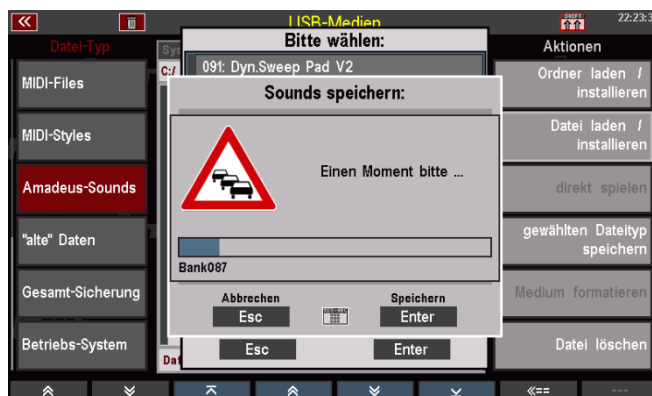 USB-Medien
SHIFT
22:23:3
Datei-Typ
Bitte wählen:
Aktionen
Sys
C:/
091: Dyn.Sweep Pad V2
MIDI-Files
Sounds speichern:
Ordner laden /
installieren
MIDI-Styles
Einen Moment bitte ...
Datei laden /
installieren
Amadeus-Sounds
direkt spielen
"alte" Daten
gewählten Dateityp
speichern
Bank087
Gesamt-Sicherung
Abbrechen
Esc
Speichern
Enter
Medium formatieren
Betriebs-System
Dat
Esc
Enter
Datei löschen
«==
---